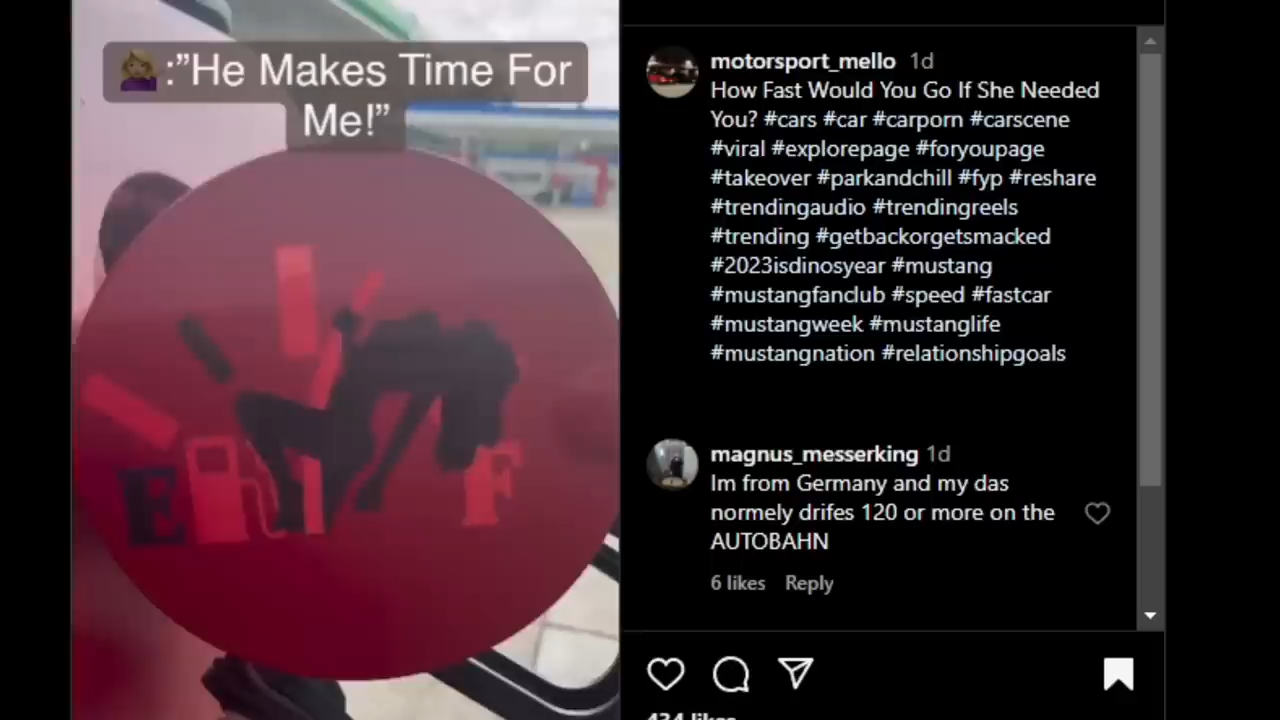 :"He Makes Time For
Me!"
E F
motorsport_mello 1d
How Fast Would You Go If She Needed
You? #cars #car #carporn #carscene
#viral #explorepage #foryoupage
#takeover #parkandchill #fyp #reshare
#trendingaudio #trendingreels
#trending #getbackorgetsmacked
#2023isdinosyear #mustang
#mustangfanclub #speed #fastcar
#mustangweek #mustanglife
#mustangnation #relationshipgoals
magnus_messerking 1d
Im from Germany and my das
normely drifes 120 or more on the
AUTOBAHN
6 likes Reply
434 likes